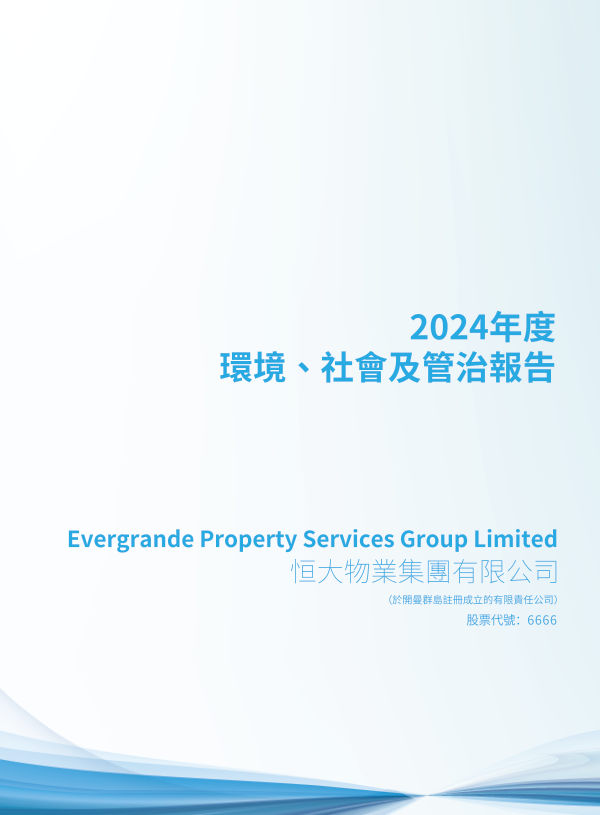 2024年度
環境、社會及管治報告
Evergrande Property Services Group Limited
恒大物業集團有限公司
（於開曼群島註冊成立的有限責任公司）
股票代號：6666